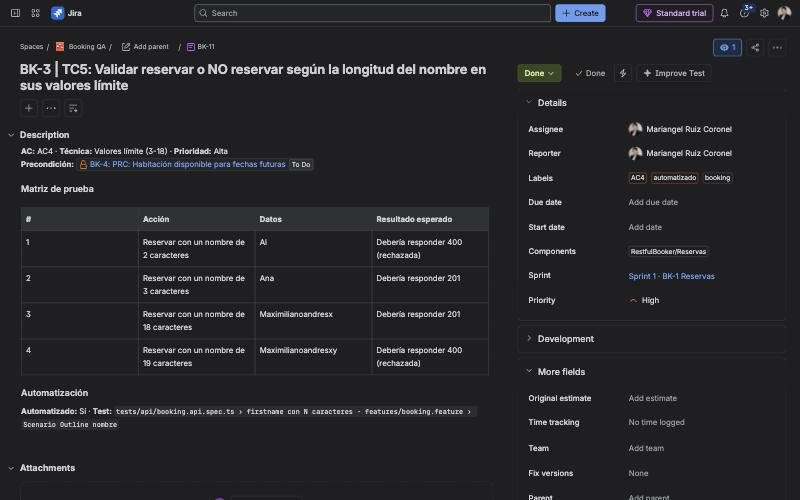 Jira
Search
+ Create
Standard trial
3+
Spaces / Booking QA / Add parent / BK-11
1
BK-3 | TC5: Validar reservar o NO reservar según la longitud del nombre en
sus valores límite
Description
AC: AC4 · Técnica: Valores límite (3-18) · Prioridad: Alta
Precondición: BK-4: PRC: Habitación disponible para fechas futuras To Do
Matriz de prueba
# Acción Datos Resultado esperado
1 Reservar con un nombre de 2 caracteres Al Debería responder 400 (rechazada)
2 Reservar con un nombre de 3 caracteres Ana Debería responder 201
3 Reservar con un nombre de 18 caracteres Maximilianoandresx Debería responder 201
4 Reservar con un nombre de 19 caracteres Maximilianoandresxy Debería responder 400 (rechazada)
Automatización
Automatizado: Sí · Test: tests/api/booking.api.spec.ts › firstname con N caracteres · features/booking.feature ›
Scenario Outline nombre
Attachments
Done
Done
Improve Test
Details
Assignee Mariangel Ruiz Coronel
Reporter Mariangel Ruiz Coronel
Labels AC4 automatizado booking
Due date Add due date
Start date Add date
Components RestfulBooker/Reservas
Sprint Sprint 1 - BK-1 Reservas
Priority High
Development
More fields
Original estimate Add estimate
Time tracking No time logged
Team Add team
Fix versions None
Parent Add parent